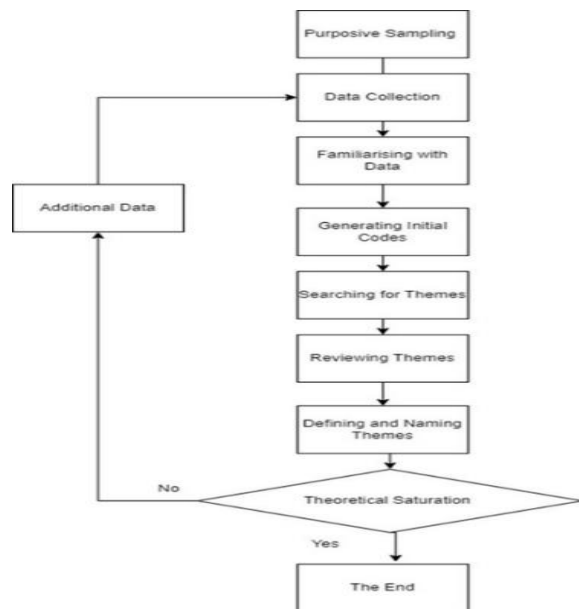 Purposive Sampling
Data Collection
Familiarising with
Data
Additional Data
Generating Initial
Codes
Searching for Themes
Reviewing Themes
Defining and Naming
Themes
No
Theoretical Saturation
Yes
The End